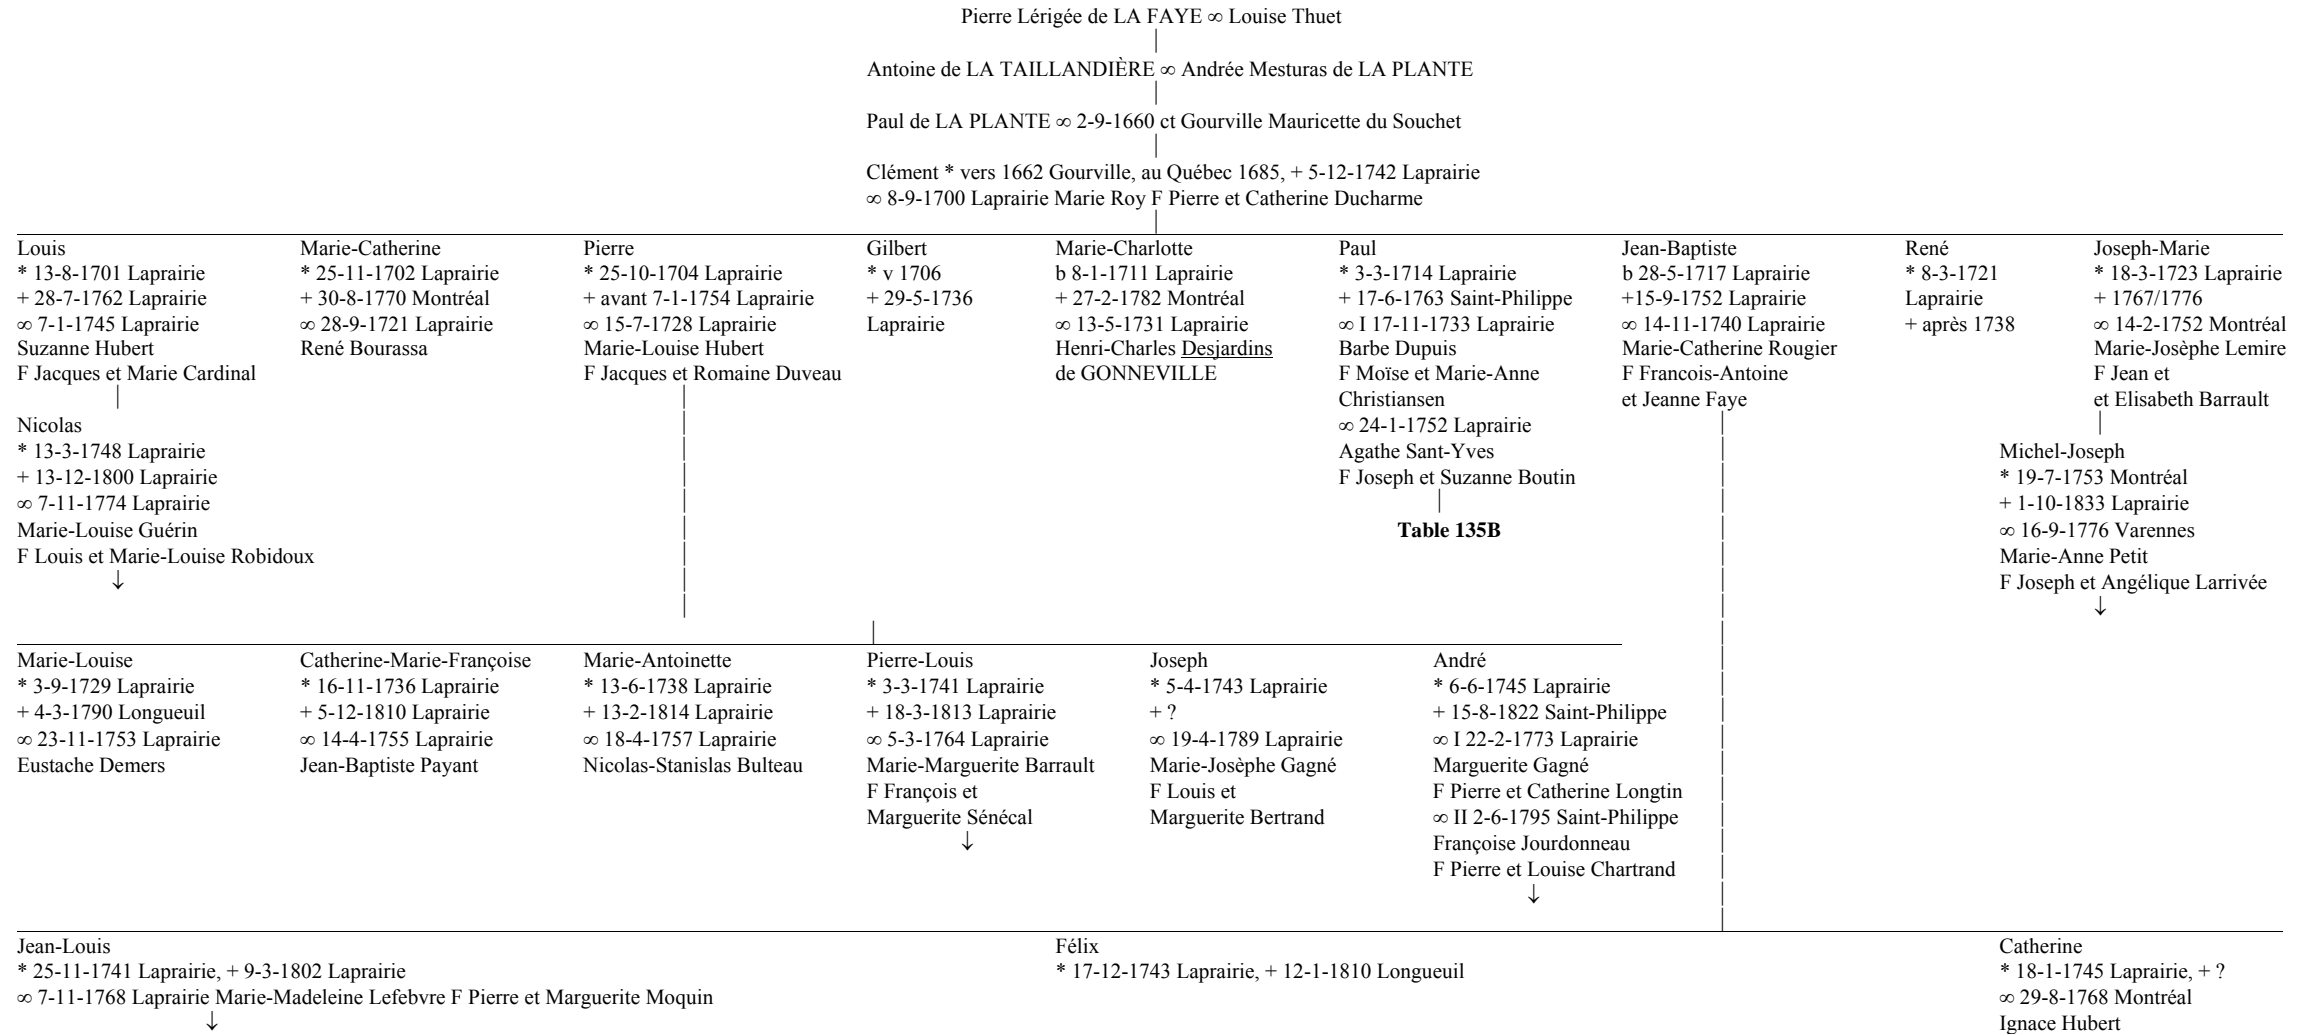 Pierre Lérigée de LA FAYE ∞ Louise Thuet
Antoine de LA TAILLANDIÈRE ∞ Andrée Mesturas de LA PLANTE
Paul de LA PLANTE ∞ 2-9-1660 ct Gourville Mauricette du Souchet
Clément * vers 1662 Gourville, au Québec 1685, + 5-12-1742 Laprairie
∞ 8-9-1700 Laprairie Marie Roy F Pierre et Catherine Ducharme
Louis
* 13-8-1701 Laprairie
+ 28-7-1762 Laprairie
∞ 7-1-1745 Laprairie
Suzanne Hubert
F Jacques et Marie Cardinal
Nicolas
* 13-3-1748 Laprairie
+ 13-12-1800 Laprairie
∞ 7-11-1774 Laprairie
Marie-Louise Guérin
F Louis et Marie-Louise Robidoux
↓
Marie-Catherine
* 25-11-1702 Laprairie
+ 30-8-1770 Montréal
∞ 28-9-1721 Laprairie
René Bourassa
Pierre
* 25-10-1704 Laprairie
+ avant 7-1-1754 Laprairie
∞ 15-7-1728 Laprairie
Marie-Louise Hubert
F Jacques et Romaine Duveau
Gilbert
* v 1706
+ 29-5-1736
Laprairie
Marie-Charlotte
b 8-1-1711 Laprairie
+ 27-2-1782 Montréal
∞ 13-5-1731 Laprairie
Henri-Charles Desjardins
de GONNEVILLE
Paul
* 3-3-1714 Laprairie
+ 17-6-1763 Saint-Philippe
∞ I 17-11-1733 Laprairie
Barbe Dupuis
F Moïse et Marie-Anne
Christiansen
∞ 24-1-1752 Laprairie
Agathe Sant-Yves
F Joseph et Suzanne Boutin
Table 135B
Jean-Baptiste
b 28-5-1717 Laprairie
+15-9-1752 Laprairie
∞ 14-11-1740 Laprairie
Marie-Catherine Rougier
F Francois-Antoine
et Jeanne Faye
René
* 8-3-1721
Laprairie
+ après 1738
Joseph-Marie
* 18-3-1723 Laprairie
+ 1767/1776
∞ 14-2-1752 Montréal
Marie-Josèphe Lemire
F Jean et
et Elisabeth Barrault
Michel-Joseph
* 19-7-1753 Montréal
+ 1-10-1833 Laprairie
∞ 16-9-1776 Varennes
Marie-Anne Petit
F Joseph et Angélique Larrivée
↓
Marie-Louise
* 3-9-1729 Laprairie
+ 4-3-1790 Longueuil
∞ 23-11-1753 Laprairie
Eustache Demers
Catherine-Marie-Françoise
* 16-11-1736 Laprairie
+ 5-12-1810 Laprairie
∞ 14-4-1755 Laprairie
Jean-Baptiste Payant
Marie-Antoinette
* 13-6-1738 Laprairie
+ 13-2-1814 Laprairie
∞ 18-4-1757 Laprairie
Nicolas-Stanislas Bulteau
Pierre-Louis
* 3-3-1741 Laprairie
+ 18-3-1813 Laprairie
∞ 5-3-1764 Laprairie
Marie-Marguerite Barrault
F François et
Marguerite Sénécal
↓
Joseph
* 5-4-1743 Laprairie
+ ?
∞ 19-4-1789 Laprairie
Marie-Josèphe Gagné
F Louis et
Marguerite Bertrand
André
* 6-6-1745 Laprairie
+ 15-8-1822 Saint-Philippe
∞ I 22-2-1773 Laprairie
Marguerite Gagné
F Pierre et Catherine Longtin
∞ II 2-6-1795 Saint-Philippe
Françoise Jourdonneau
F Pierre et Louise Chartrand
↓
Jean-Louis
* 25-11-1741 Laprairie, + 9-3-1802 Laprairie
∞ 7-11-1768 Laprairie Marie-Madeleine Lefebvre F Pierre et Marguerite Moquin
↓
Félix
* 17-12-1743 Laprairie, + 12-1-1810 Longueuil
Catherine
* 18-1-1745 Laprairie, + ?
∞ 29-8-1768 Montréal
Ignace Hubert